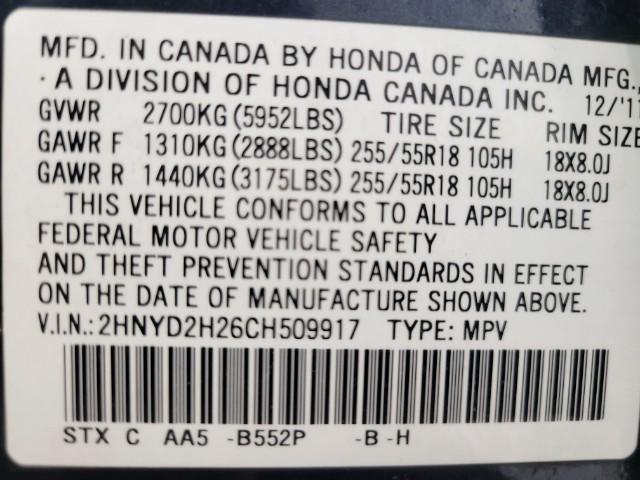 MFD. IN CANADA BY HONDA OF CANADA MFG.,
· A DIVISION OF HONDA CANADA INC. 12/'11
GVWR 2700KG (5952LBS) TIRE SIZE RIM SIZE
GAWR F 1310KG (2888LBS) 255/55R18 105H 18X8.0J
GAWR R 1440KG (3175LBS) 255/55R18 105H 18X8.0J
THIS VEHICLE CONFORMS TO ALL APPLICABLE
FEDERAL MOTOR VEHICLE SAFETY
AND THEFT PREVENTION STANDARDS IN EFFECT
ON THE DATE OF MANUFACTURE SHOWN ABOVE.
V.I.N.:2HNYD2H26CH509917 TYPE: MPV
STX C AA5 -B552P -B -H